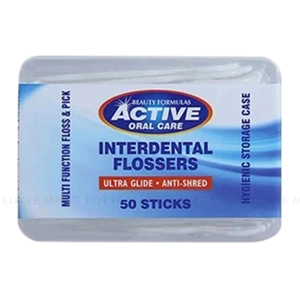 BEAUTY FORMULAS
ACTIVE
ORAL CARE
INTERDENTAL
FLOSSERS
ULTRA GLIDE • ANTI-SHRED
50 STICKS
MULTI FUNCTION FLOSS & PICK
HYGIENIC STORAGE CASE